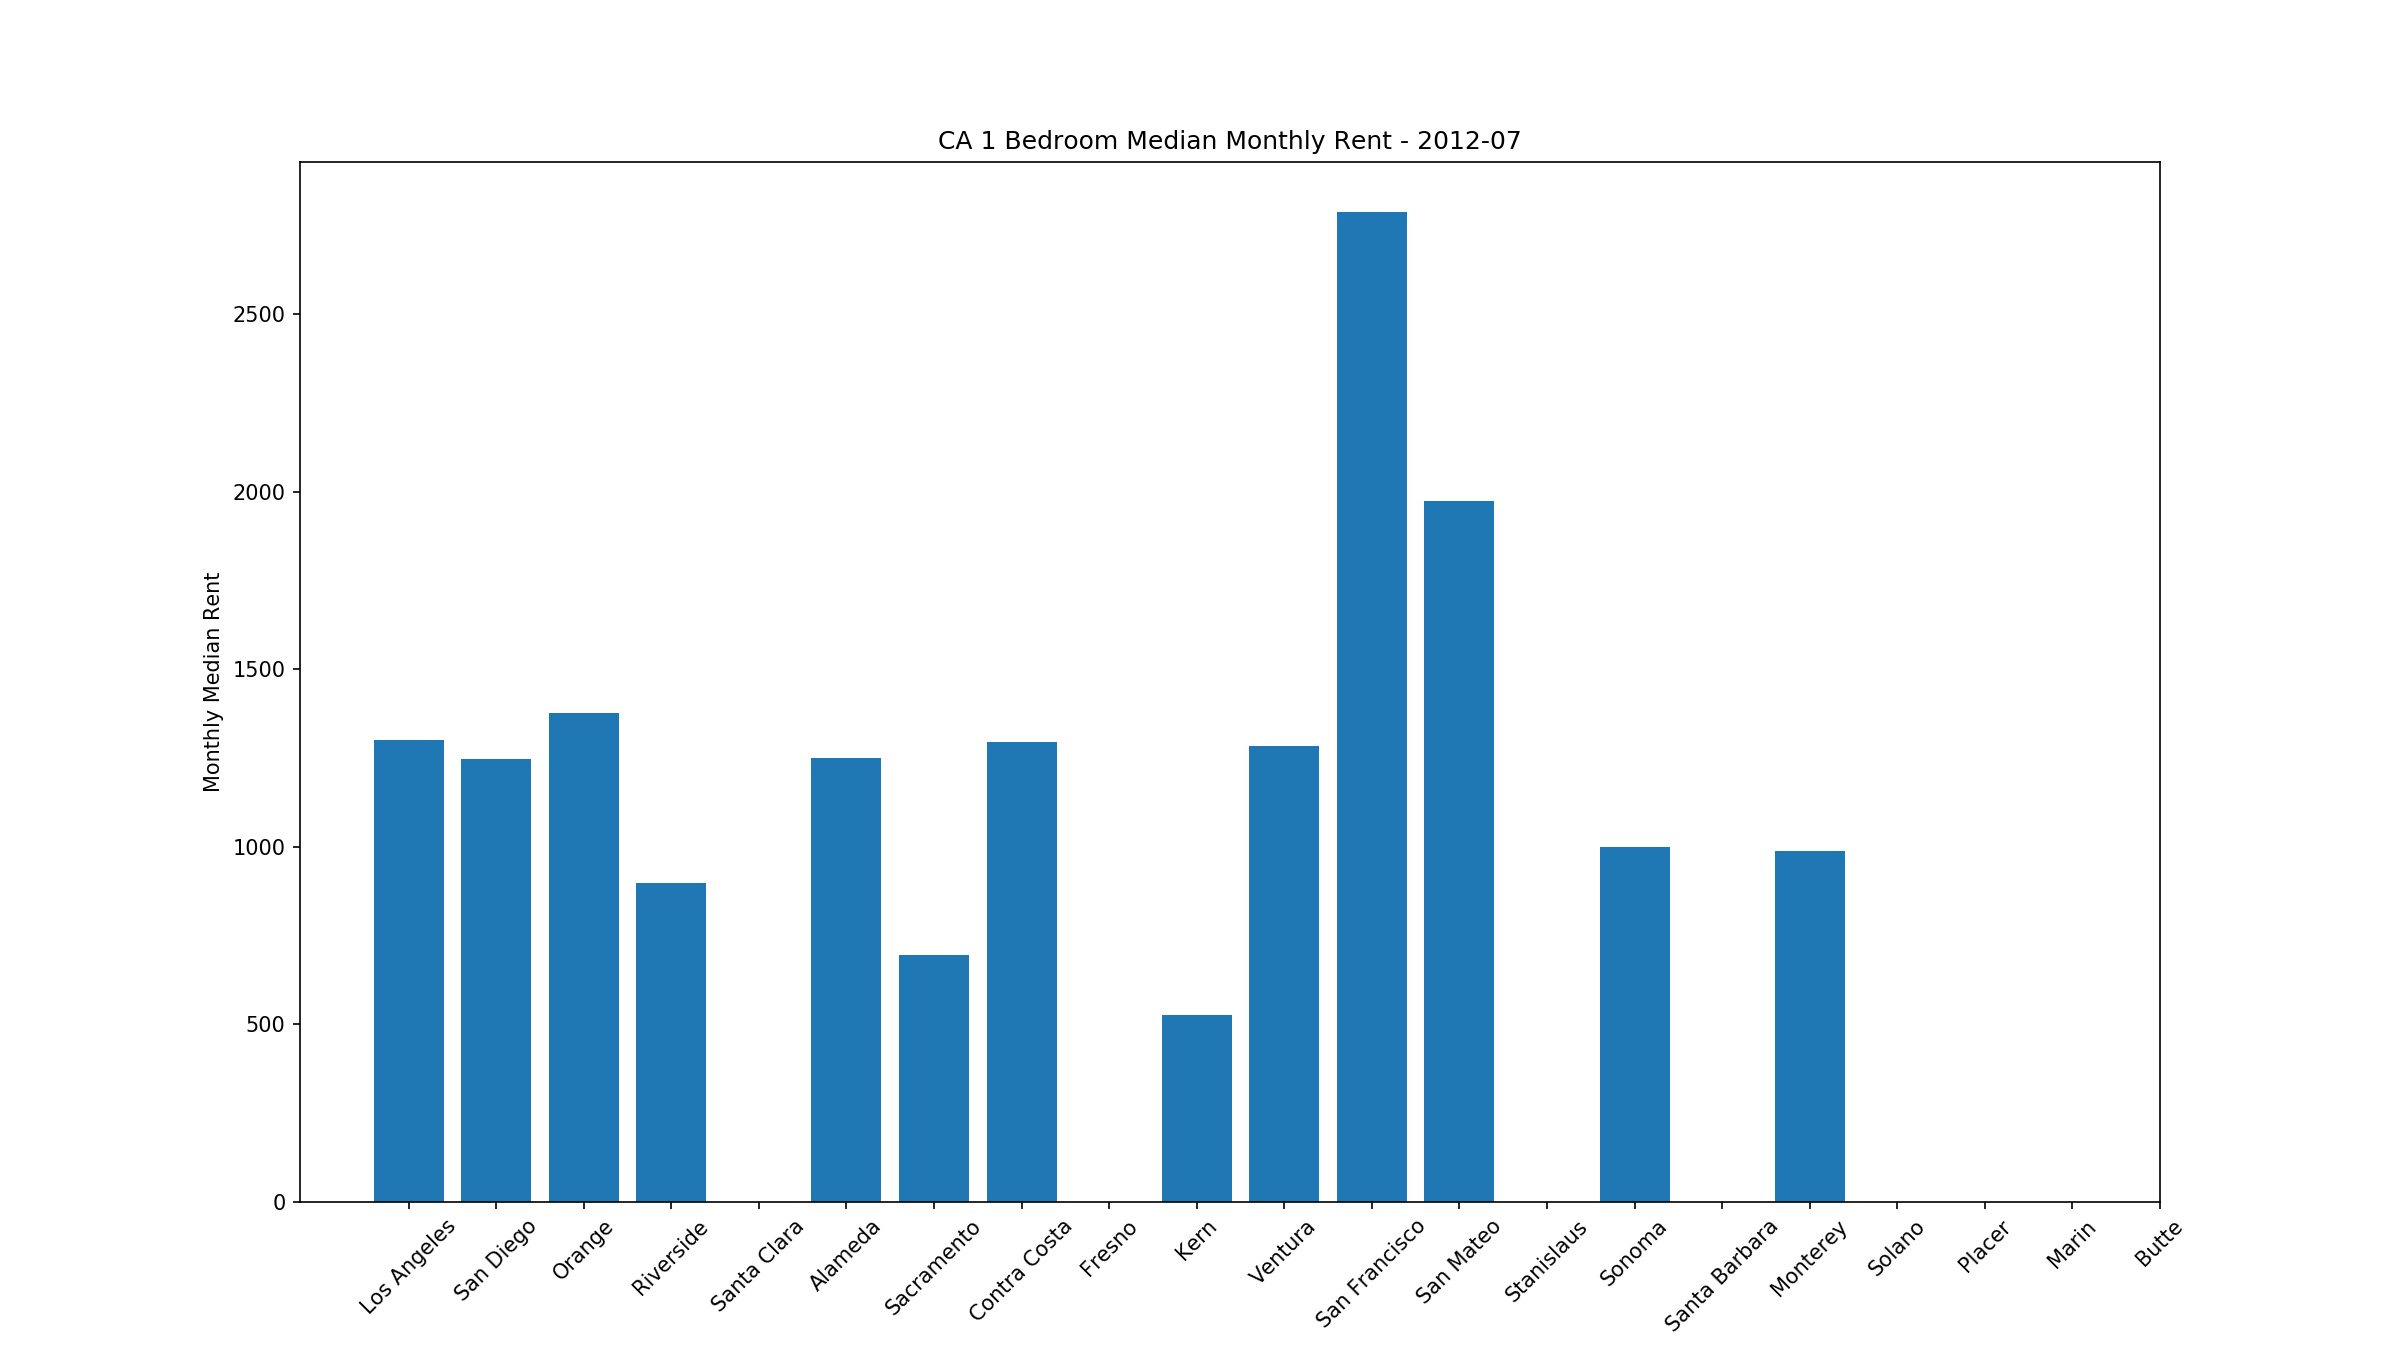 CA 1 Bedroom Median Monthly Rent - 2012-07
Monthly Median Rent
2500
2000
1500
1000
500
0
Los Angeles
San Diego
Orange
Riverside
Santa Clara
Alameda
Sacramento
Contra Costa
Fresno
Kern
Ventura
San Francisco
San Mateo
Stanislaus
Sonoma
Santa Barbara
Monterey
Solano
Placer
Marin
Butte